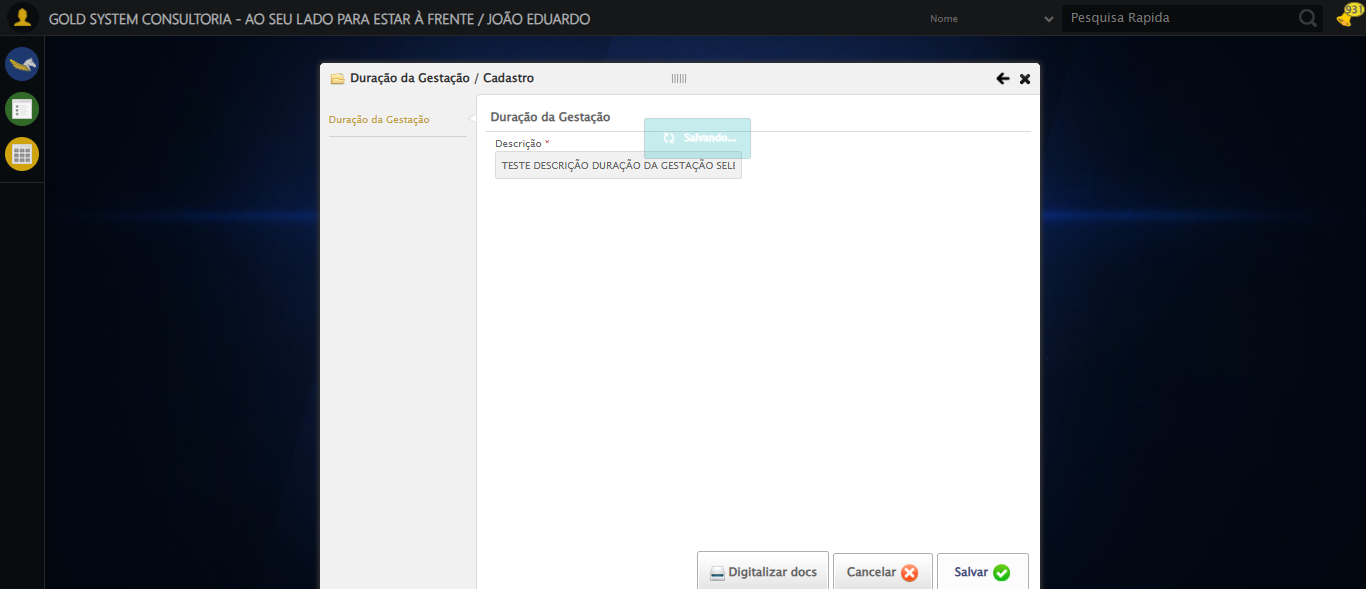 GOLD SYSTEM CONSULTORIA - AO SEU LADO PARA ESTAR À FRENTE / JOÃO EDUARDO
Nome
Pesquisa Rapida
931
Duração da Gestação / Cadastro
Duração da Gestação
Duração da Gestação
Salvando...
Descrição *
TESTE DESCRIÇÃO DURAÇÃO DA GESTAÇÃO SELE
Digitalizar docs
Cancelar
Salvar